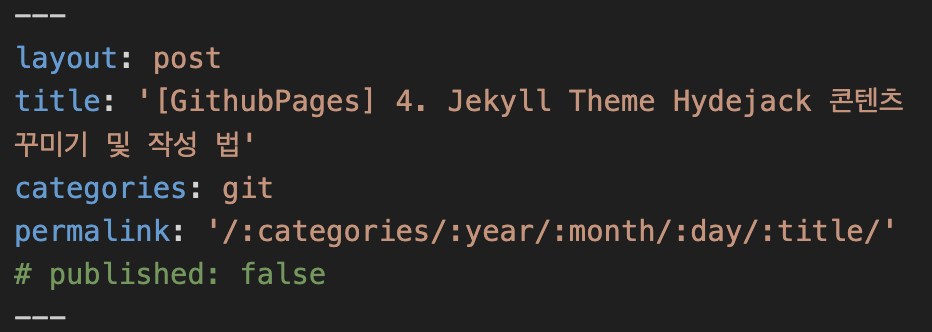 ---
layout: post
title: '[GithubPages] 4. Jekyll Theme Hydejack 콘텐츠
꾸미기 및 작성 법'
categories: git
permalink: '/:categories/:year/:month/:day/:title/'
# published: false
---